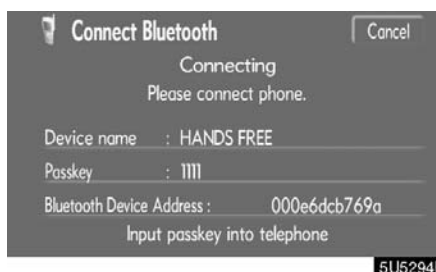 Connect Bluetooth
Cancel
Connecting
Please connect phone.
Device name : HANDS FREE
Passkey : 1111
Bluetooth Device Address : 000e6dcb769a
Input passkey into telephone
5U5294